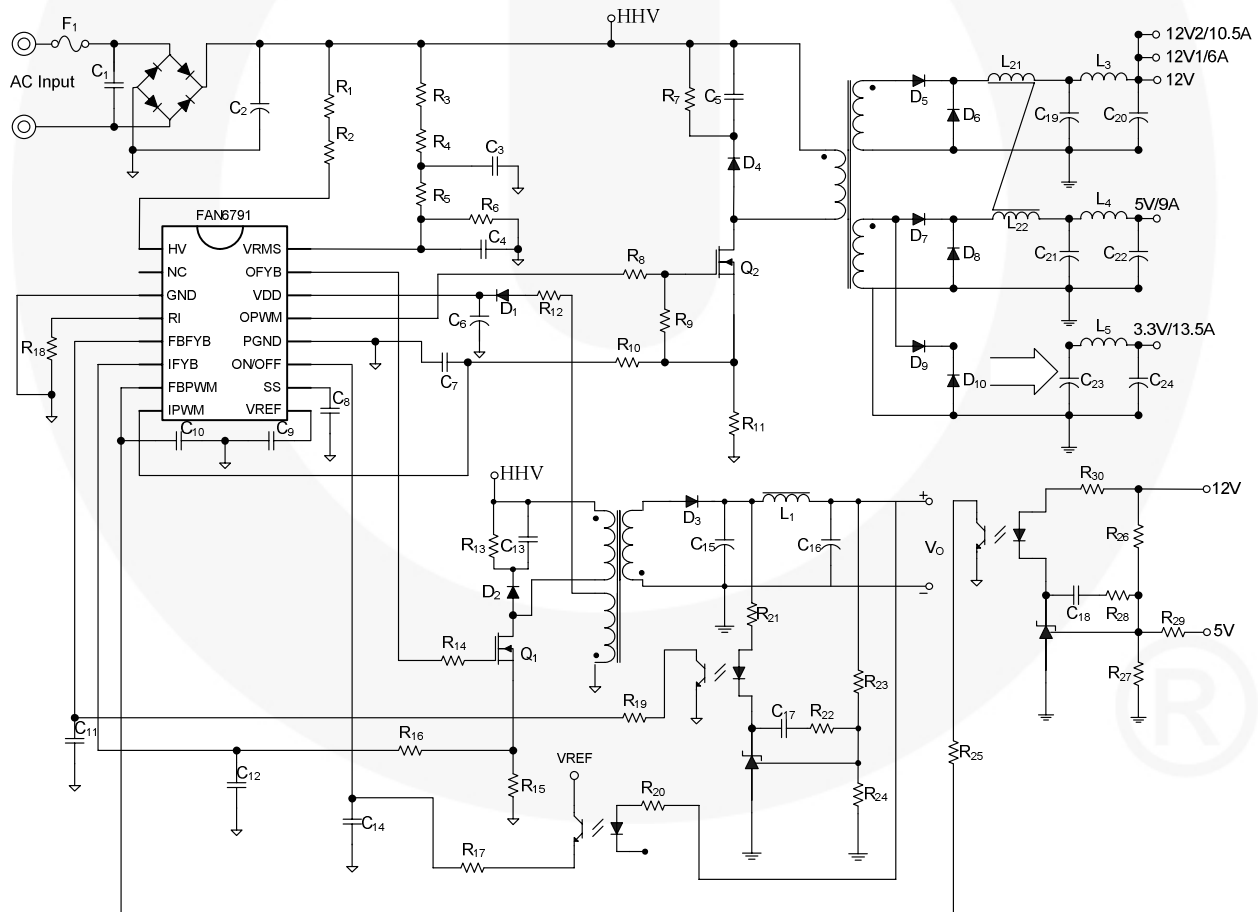 F1
HHV
12V2/10.5A
12V1/6A
12V
AC Input
C1
C2
R1
R2
R3
R4
C3
R5
R6
C4
R7
C5
D4
D5
D6
L21
L3
C19
C20
FAN6791
HV
NC
GND
RI
FBFYB
IFYB
FBPWM
IPWM
VRMS
OFYB
VDD
OPWM
PGND
ON/OFF
SS
VREF
R18
C10
C9
C8
C6
D1
R12
C7
R8
R9
R10
Q2
R11
D7
D8
L22
L4
5V/9A
C21
C22
D9
D10
L5
3.3V/13.5A
C23
C24
HHV
R13
C13
D2
R14
Q1
D3
L1
C15
C16
+
VO
−
R21
R30
12V
R26
C18
R28
R29
5V
R27
R19
C11
R16
C12
R15
C17
R22
R23
R24
R25
VREF
R20
C14
R17
®